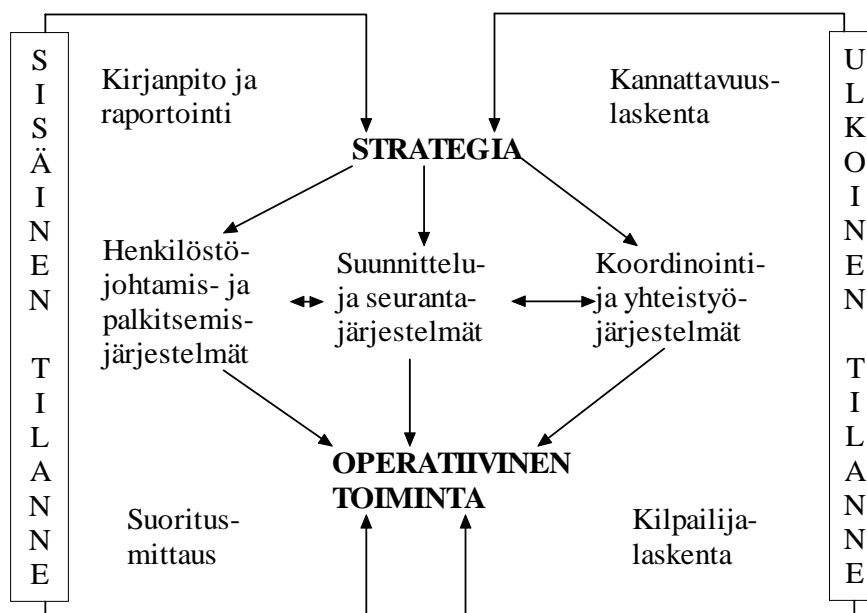 SISÄINEN TILANNE
Kirjanpito ja
raportointi
Kannattavuus-
laskenta
ULKOINEN TILANNE
STRATEGIA
Henkilöstö-
johtamis- ja
palkitsemis-
järjestelmät
Suunnittelu-
ja seuranta-
järjestelmät
Koordinointi-
ja yhteistyö-
järjestelmät
OPERATIIVINEN
TOIMINTA
Suoritus-
mittaus
Kilpailija-
laskenta